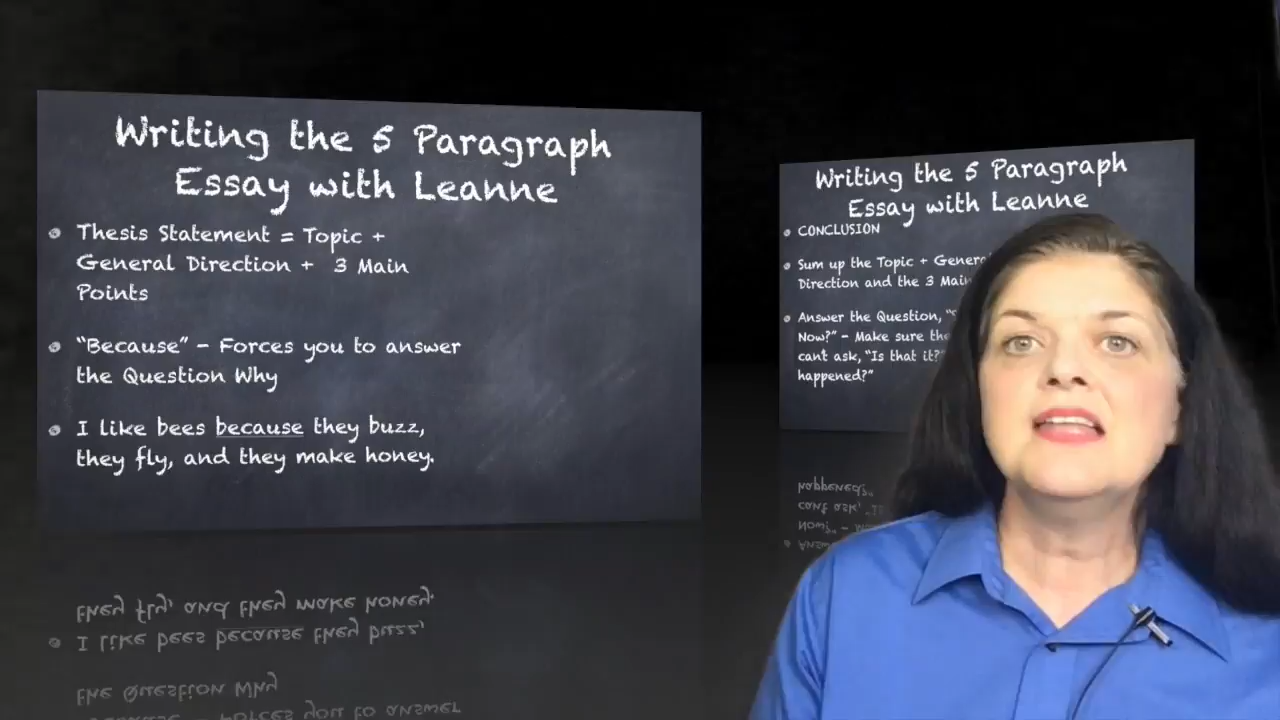 Writing the 5 Paragraph
Essay with Leanne
Thesis Statement = Topic +
General Direction + 3 Main
Points
"Because" - Forces you to answer
the Question Why
I like bees because they buzz,
they fly, and they make honey.
Writing the 5 Paragraph
Essay with Leanne
CONCLUSION
Sum up the Topic +
Direction and the 3
Answer the Question,
Now?" - Make sure
cant ask, "Is that it?
happened?"